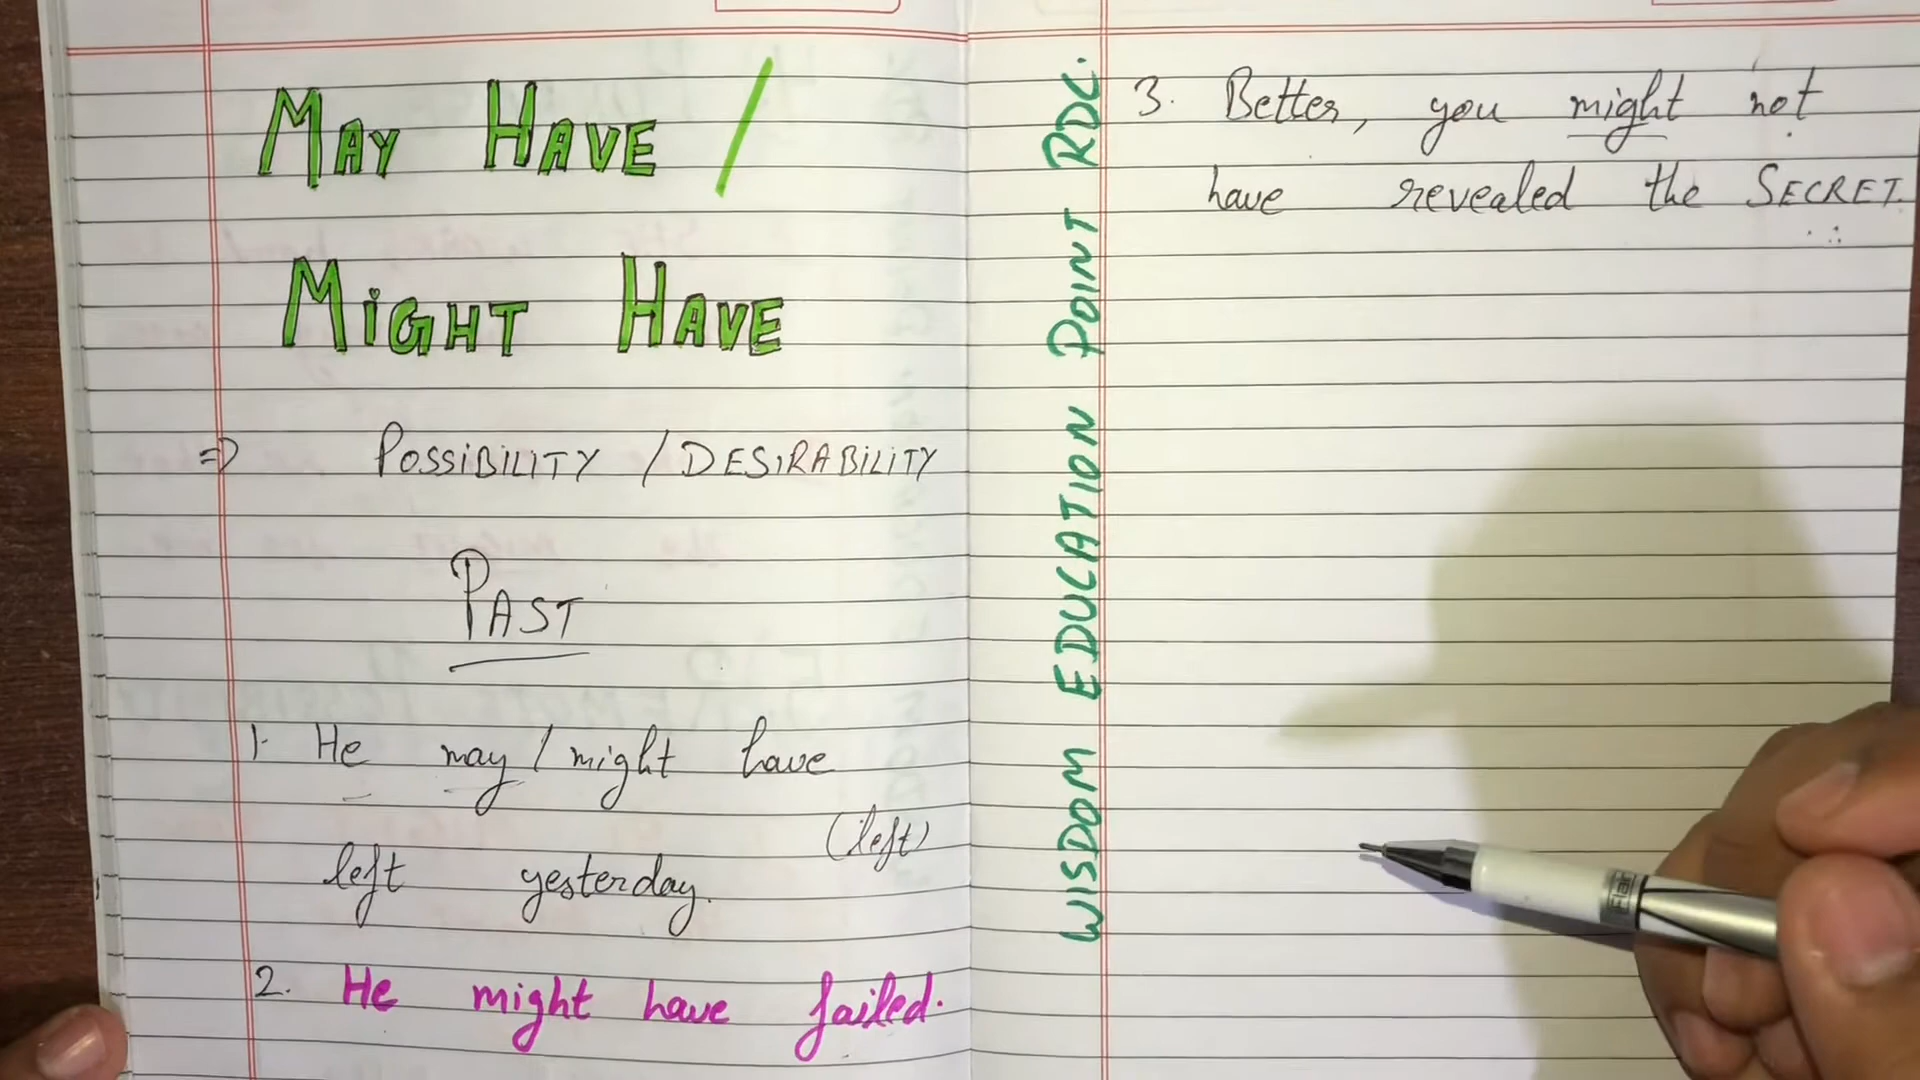 MAY HAVE /
MIGHT HAVE
⇒ POSSIBILITY / DESIRABILITY
PAST
1. He may / might have
(left)
left yesterday.
2. He might have failed.
WISDOM EDUCATION POINT RDC.
3. Better, you might not
have revealed the SECRET.
Flair